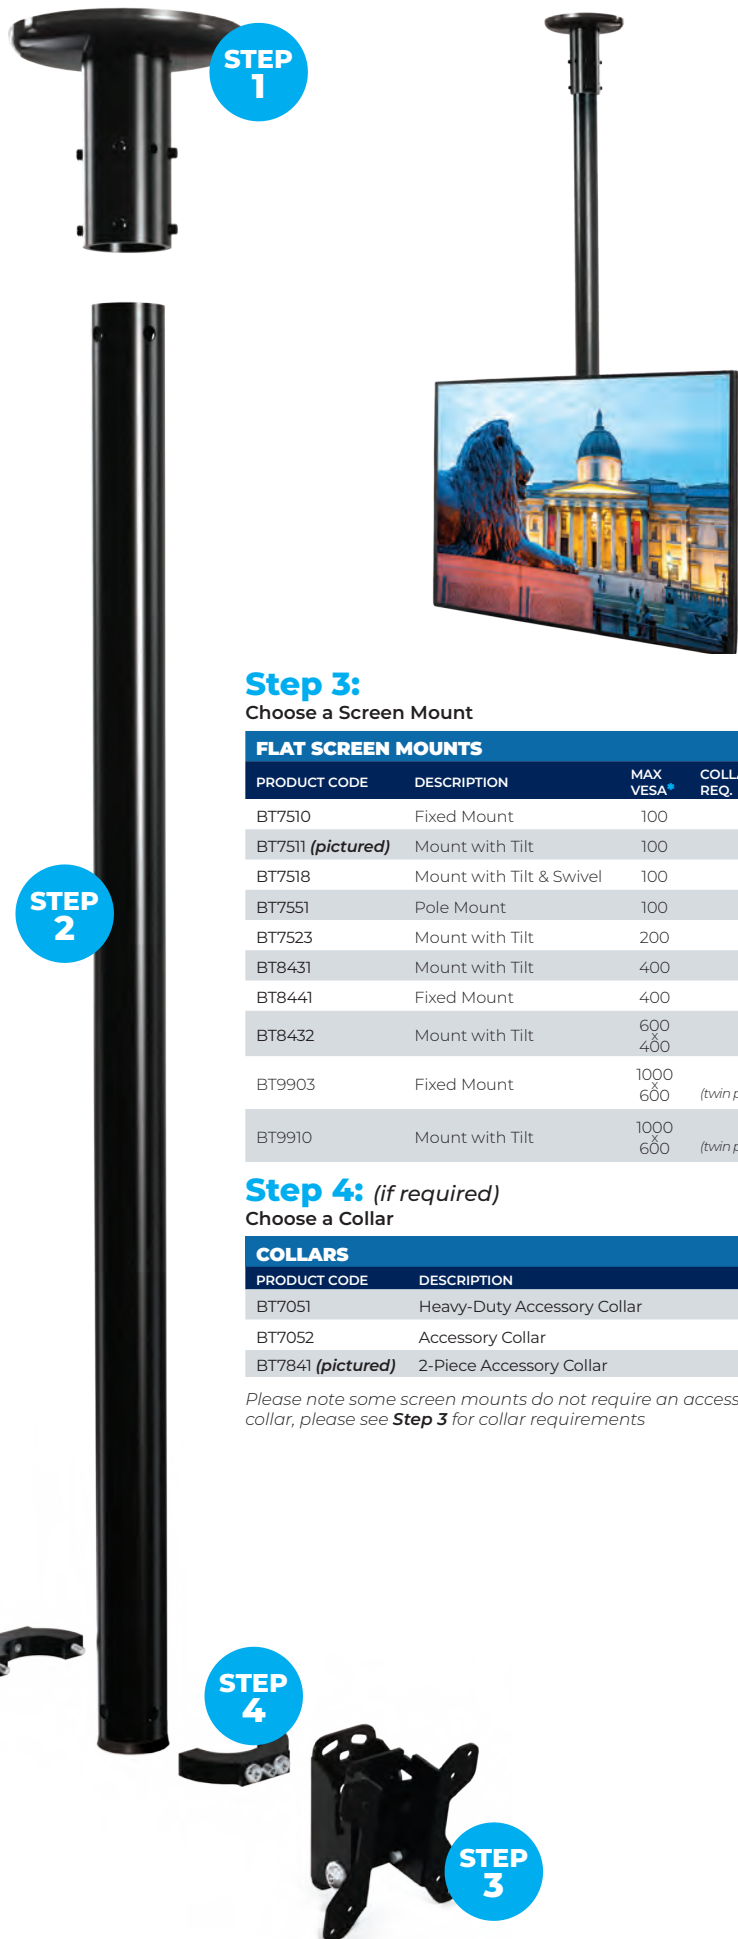 STEP
1
Step 3:
Choose a Screen Mount
FLAT SCREEN MOUNTS
PRODUCT CODE DESCRIPTION MAX VESA* COLLA REQ.
BT7510 Fixed Mount 100
BT7511 (pictured) Mount with Tilt 100
BT7518 Mount with Tilt & Swivel 100
BT7551 Pole Mount 100
BT7523 Mount with Tilt 200
BT8431 Mount with Tilt 400
BT8441 Fixed Mount 400
BT8432 Mount with Tilt 600 x 400
BT9903 Fixed Mount 1000 x 600 (twin p
BT9910 Mount with Tilt 1000 x 600 (twin p
STEP
2
Step 4: (if required)
Choose a Collar
COLLARS
PRODUCT CODE DESCRIPTION
BT7051 Heavy-Duty Accessory Collar
BT7052 Accessory Collar
BT7841 (pictured) 2-Piece Accessory Collar
Please note some screen mounts do not require an access
collar, please see Step 3 for collar requirements
STEP
4
STEP
3